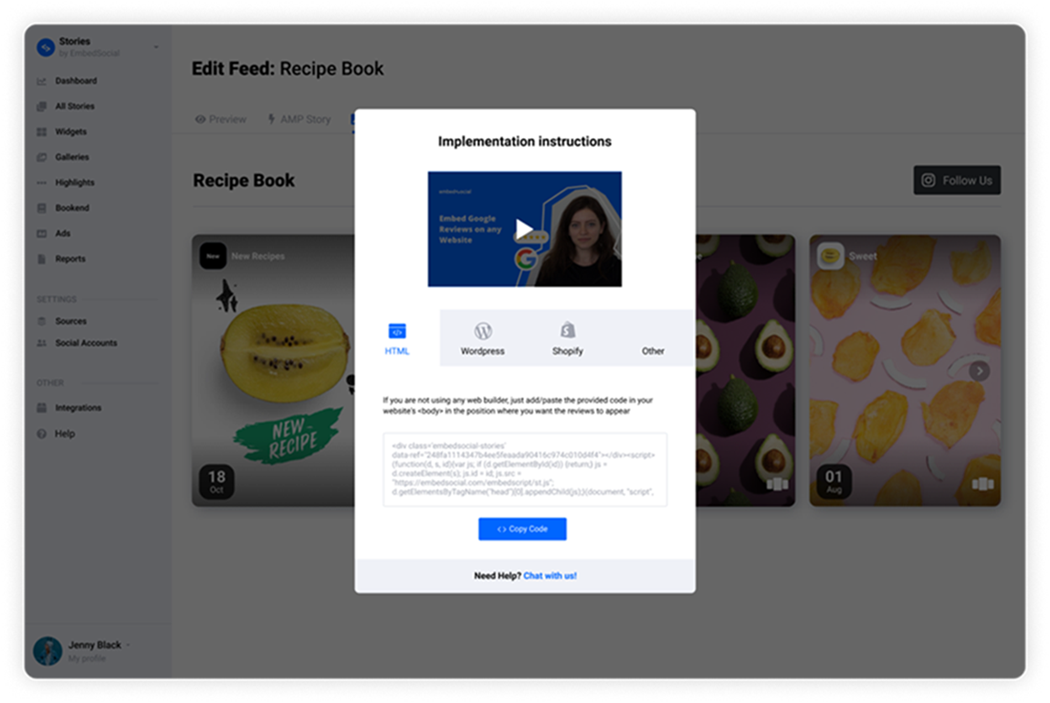 Stories
by EmbedSocial
Dashboard
All Stories
Widgets
Galleries
Highlights
Bookend
Ads
Reports
SETTINGS
Sources
Social Accounts
OTHER
Integrations
Help
Jenny Black
My profile
Edit Feed: Recipe Book
Preview
AMP Story
Recipe Book
Follow Us
New
New Recipes
NEW
RECIPE
18
Oct
Sweet
01
Aug
Implementation instructions
embedsocial
Embed Google
Reviews on any
Website
G
HTML
Wordpress
Shopify
Other
If you are not using any web builder, just add/paste the provided code in your
website's <body> in the position where you want the reviews to appear
<div class='embedsocial-stories'
data-ref="248fa1114347b4ee5feaada90416c974c010d4f4"></div><script>
(function(d, s, id){var js; if (d.getElementById(id)) {return;} js =
d.createElement(s); js.id = id; js.src =
"https://embedsocial.com/embedscript/st.js";
d.getElementsByTagName("head")[0].appendChild(js);}(document, "script",
<> Copy Code
Need Help? Chat with us!